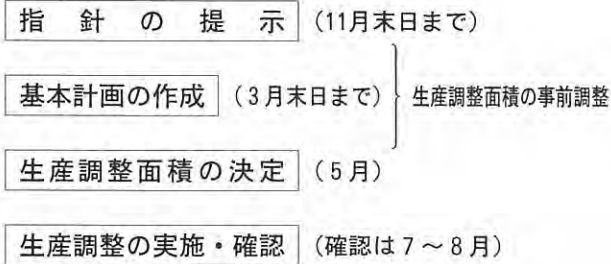 指針の提示（11月末日まで）
基本計画の作成（3月末日まで）
生産調整面積の事前調整
生産調整面積の決定（5月）
生産調整の実施・確認（確認は7～8月）